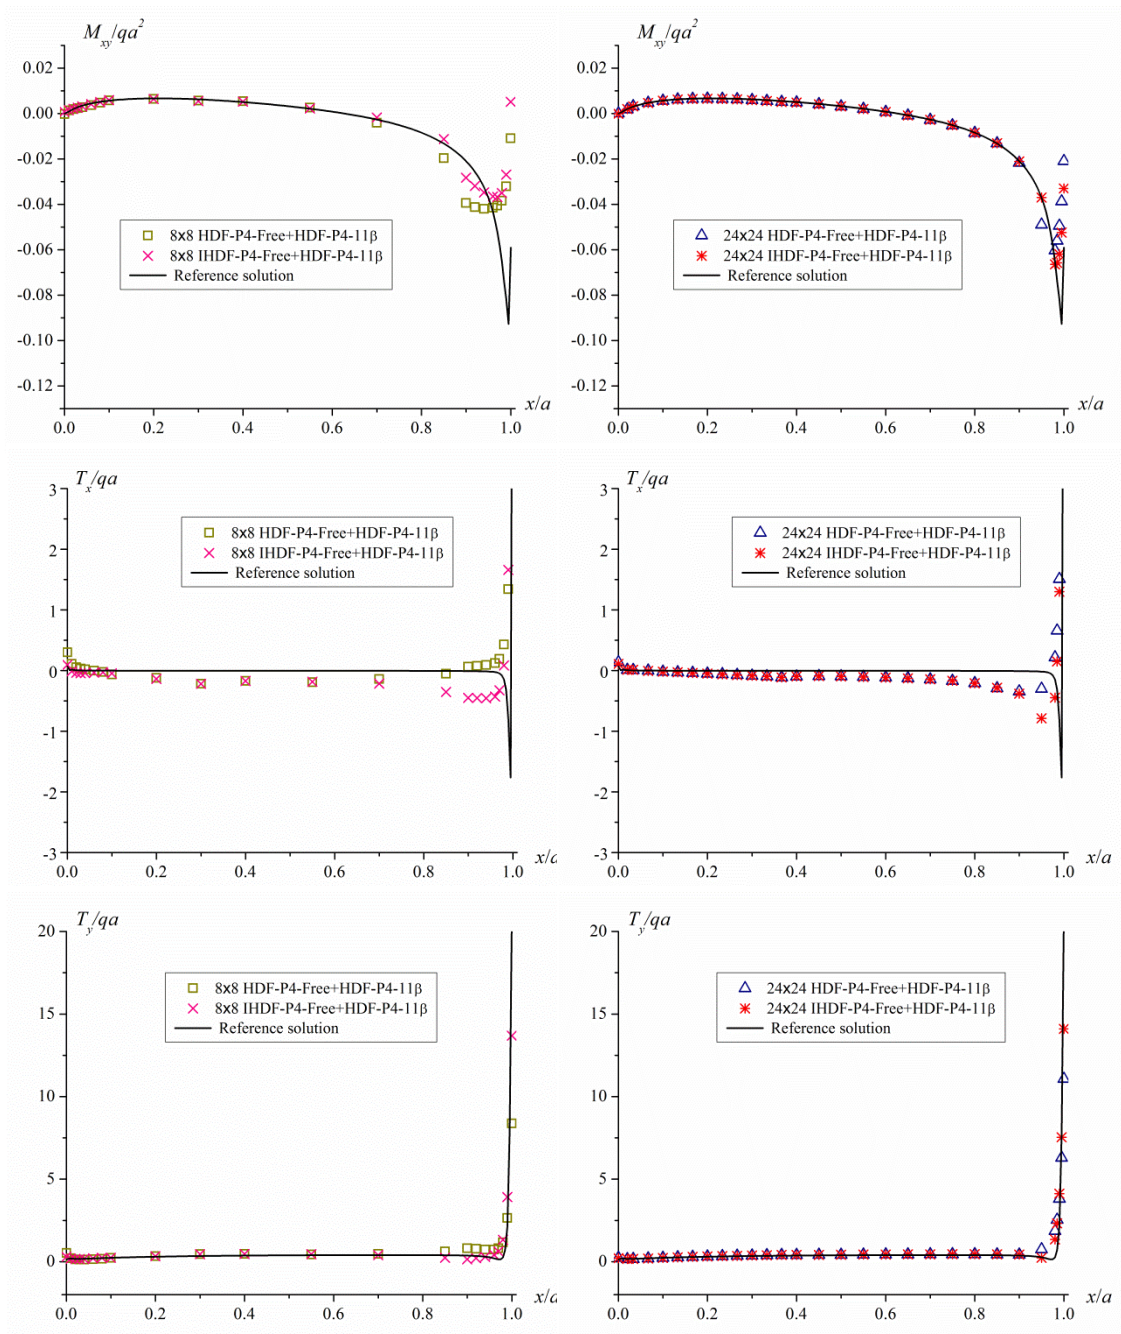 M_xy/qa²
0.02
0.00
-0.02
-0.04
-0.06
-0.08
-0.10
-0.12
8x8 HDF-P4-Free+HDF-P4-11β
8x8 IHDF-P4-Free+HDF-P4-11β
Reference solution
x/a
0.0 0.2 0.4 0.6 0.8 1.0
M_xy/qa²
0.02
0.00
-0.02
-0.04
-0.06
-0.08
-0.10
-0.12
24x24 HDF-P4-Free+HDF-P4-11β
24x24 IHDF-P4-Free+HDF-P4-11β
Reference solution
x/a
0.0 0.2 0.4 0.6 0.8 1.0
T_x/qa
3
2
1
0
-1
-2
-3
8x8 HDF-P4-Free+HDF-P4-11β
8x8 IHDF-P4-Free+HDF-P4-11β
Reference solution
x/a
0.0 0.2 0.4 0.6 0.8 1.0
T_x/qa
3
2
1
0
-1
-2
-3
24x24 HDF-P4-Free+HDF-P4-11β
24x24 IHDF-P4-Free+HDF-P4-11β
Reference solution
x/a
0.0 0.2 0.4 0.6 0.8 1.0
T_y/qa
20
15
10
5
0
8x8 HDF-P4-Free+HDF-P4-11β
8x8 IHDF-P4-Free+HDF-P4-11β
Reference solution
x/a
0.0 0.2 0.4 0.6 0.8 1.0
T_y/qa
20
15
10
5
0
24x24 HDF-P4-Free+HDF-P4-11β
24x24 IHDF-P4-Free+HDF-P4-11β
Reference solution
x/a
0.0 0.2 0.4 0.6 0.8 1.0